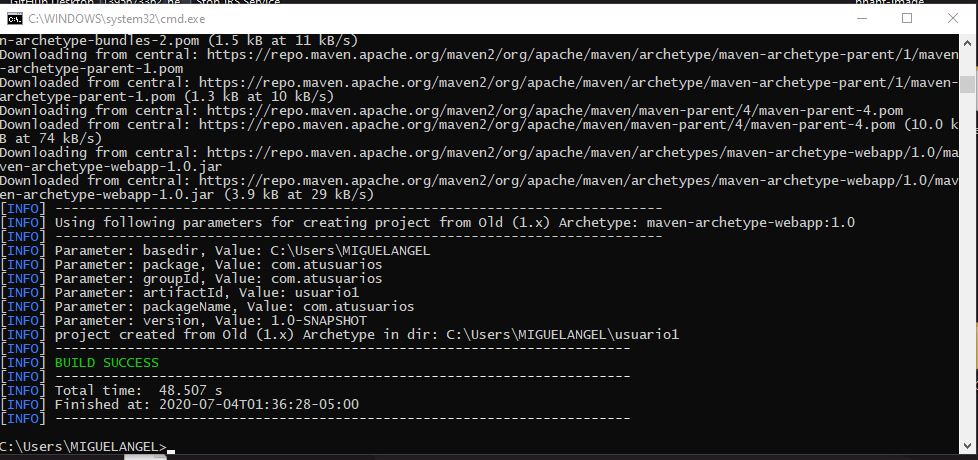 GitHub Desktop
Stop IRS Service
C:\WINDOWS\system32\cmd.exe
n-archetype-bundles-2.pom (1.5 kB at 11 kB/s)
Downloading from central: https://repo.maven.apache.org/maven2/org/apache/maven/archetype/maven-archetype-parent/1/maven
-archetype-parent-1.pom
Downloaded from central: https://repo.maven.apache.org/maven2/org/apache/maven/archetype/maven-archetype-parent/1/maven-
archetype-parent-1.pom (1.3 kB at 10 kB/s)
Downloading from central: https://repo.maven.apache.org/maven2/org/apache/maven/maven-parent/4/maven-parent-4.pom
Downloaded from central: https://repo.maven.apache.org/maven2/org/apache/maven/maven-parent/4/maven-parent-4.pom (10.0 k
B at 74 kB/s)
Downloading from central: https://repo.maven.apache.org/maven2/org/apache/maven/archetypes/maven-archetype-webapp/1.0/ma
ven-archetype-webapp-1.0.jar
Downloaded from central: https://repo.maven.apache.org/maven2/org/apache/maven/archetypes/maven-archetype-webapp/1.0/mav
en-archetype-webapp-1.0.jar (3.9 kB at 29 kB/s)
[INFO] ----------------------------------------------------------------------------
[INFO] Using following parameters for creating project from Old (1.x) Archetype: maven-archetype-webapp:1.0
[INFO] ----------------------------------------------------------------------------
[INFO] Parameter: basedir, Value: C:\Users\MIGUELANGEL
[INFO] Parameter: package, Value: com.atusuarios
[INFO] Parameter: groupId, Value: com.atusuarios
[INFO] Parameter: artifactId, Value: usuario1
[INFO] Parameter: packageName, Value: com.atusuarios
[INFO] Parameter: version, Value: 1.0-SNAPSHOT
[INFO] project created from Old (1.x) Archetype in dir: C:\Users\MIGUELANGEL\usuario1
[INFO] ------------------------------------------------------------------------
[INFO] BUILD SUCCESS
[INFO] ------------------------------------------------------------------------
[INFO] Total time:  48.507 s
[INFO] Finished at: 2020-07-04T01:36:28-05:00
[INFO] ------------------------------------------------------------------------
C:\Users\MIGUELANGEL>